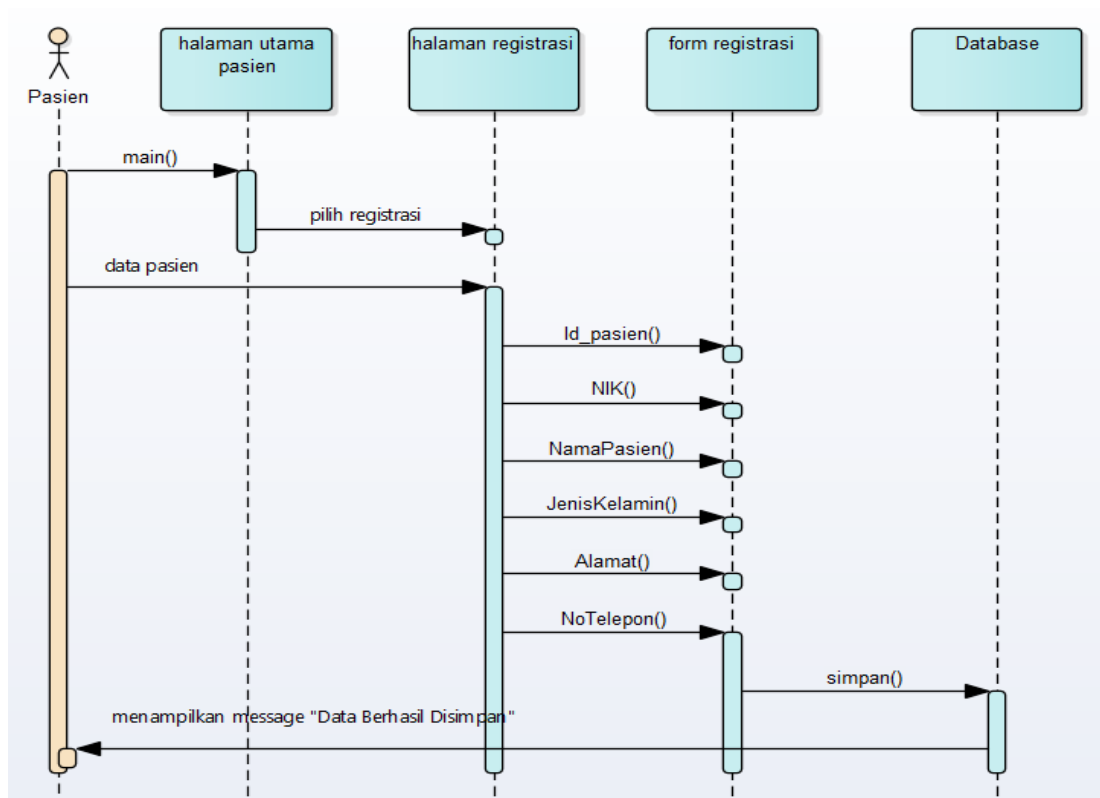 halaman utama
pasien
halaman registrasi
form registrasi
Database
Pasien
main()
pilih registrasi
data pasien
Id_pasien()
NIK()
NamaPasien()
JenisKelamin()
Alamat()
NoTelepon()
simpan()
menampilkan message "Data Berhasil Disimpan"